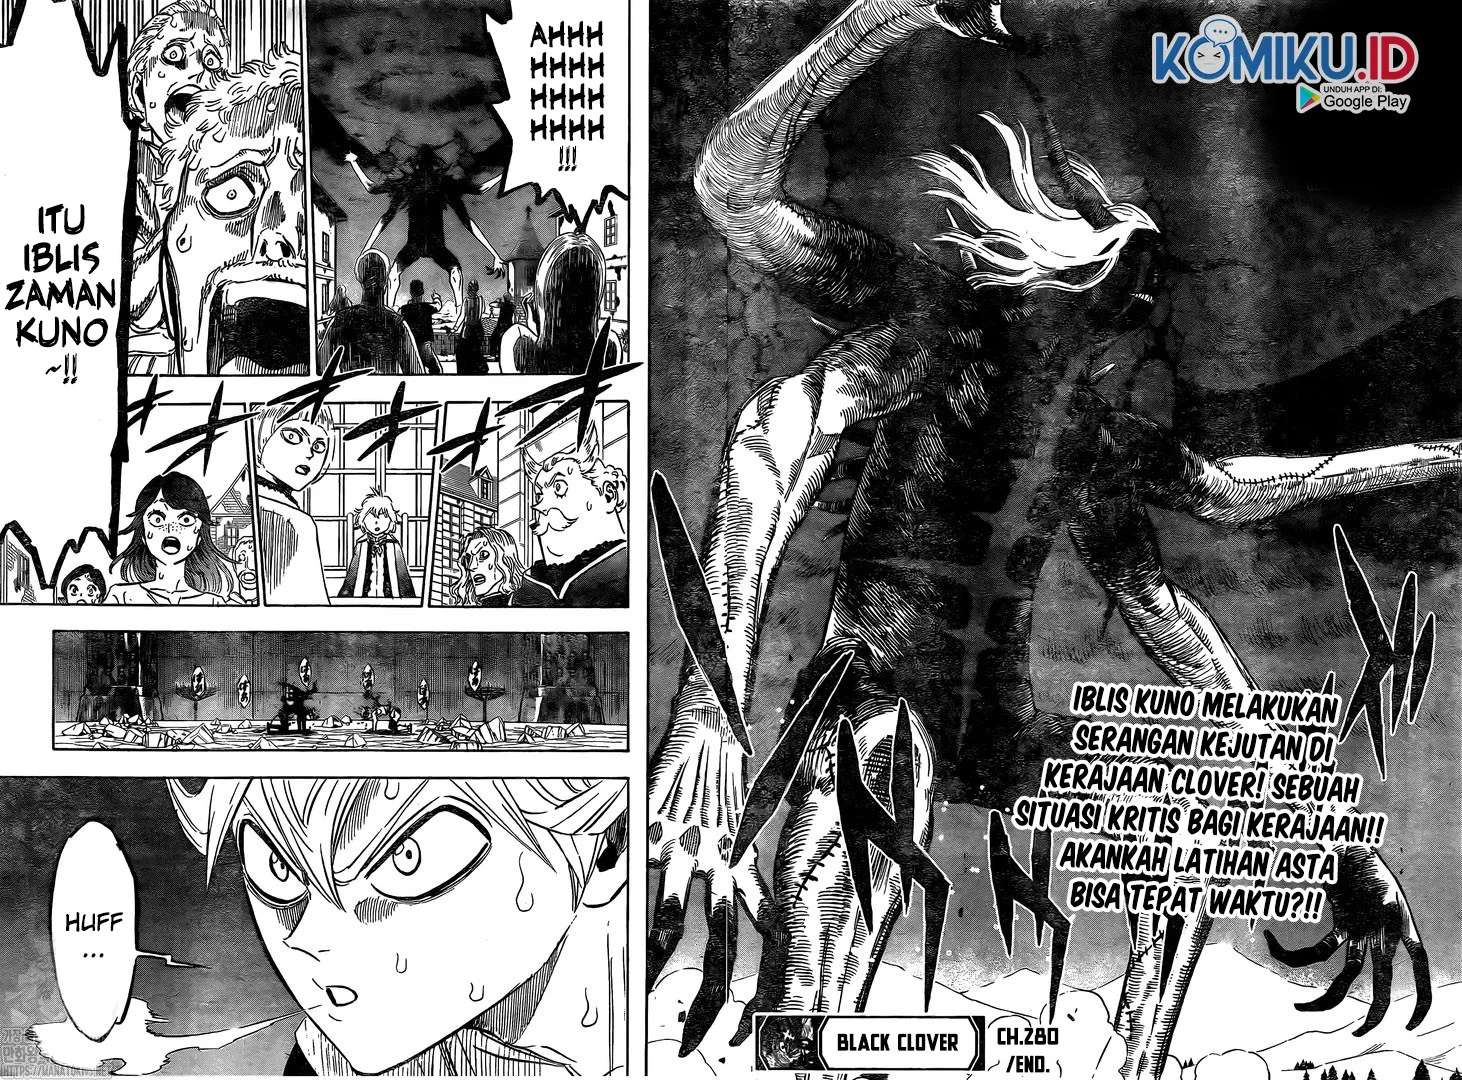 KOMIKU.ID
UNDUH APP DI:
Google Play
AHHH
HHHH
HHHH
HHHH
!!!
ITU
IBLIS
ZAMAN
KUNO
~!!
HUFF
...
IBLIS KUNO MELAKUKAN
SERANGAN KEJUTAN DI
KERAJAAN CLOVER! SEBUAH
SITUASI KRITIS BAGI KERAJAAN!!
AKANKAH LATIHAN ASTA
BISA TEPAT WAKTU?!!
BLACK CLOVER
CH.280
/END.